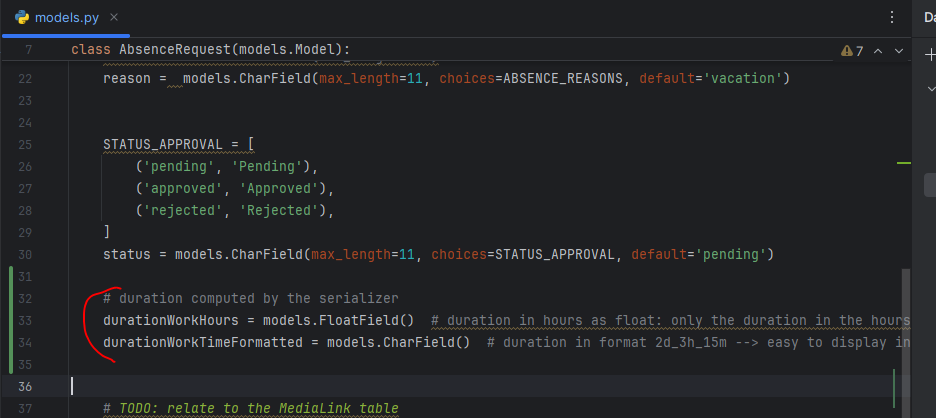 models.py
7 class AbsenceRequest(models.Model): 7
22 reason =  models.CharField(max_length=11, choices=ABSENCE_REASONS, default='vacation')
23
24
25 STATUS_APPROVAL = [
26 ('pending', 'Pending'),
27 ('approved', 'Approved'),
28 ('rejected', 'Rejected'),
29 ]
30 status = models.CharField(max_length=11, choices=STATUS_APPROVAL, default='pending')
31
32 # duration computed by the serializer
33 durationWorkHours = models.FloatField()  # duration in hours as float: only the duration in the hours
34 durationWorkTimeFormatted = models.CharField()  # duration in format 2d_3h_15m --> easy to display in
35
36
# TODO: relate to the MediaLink table